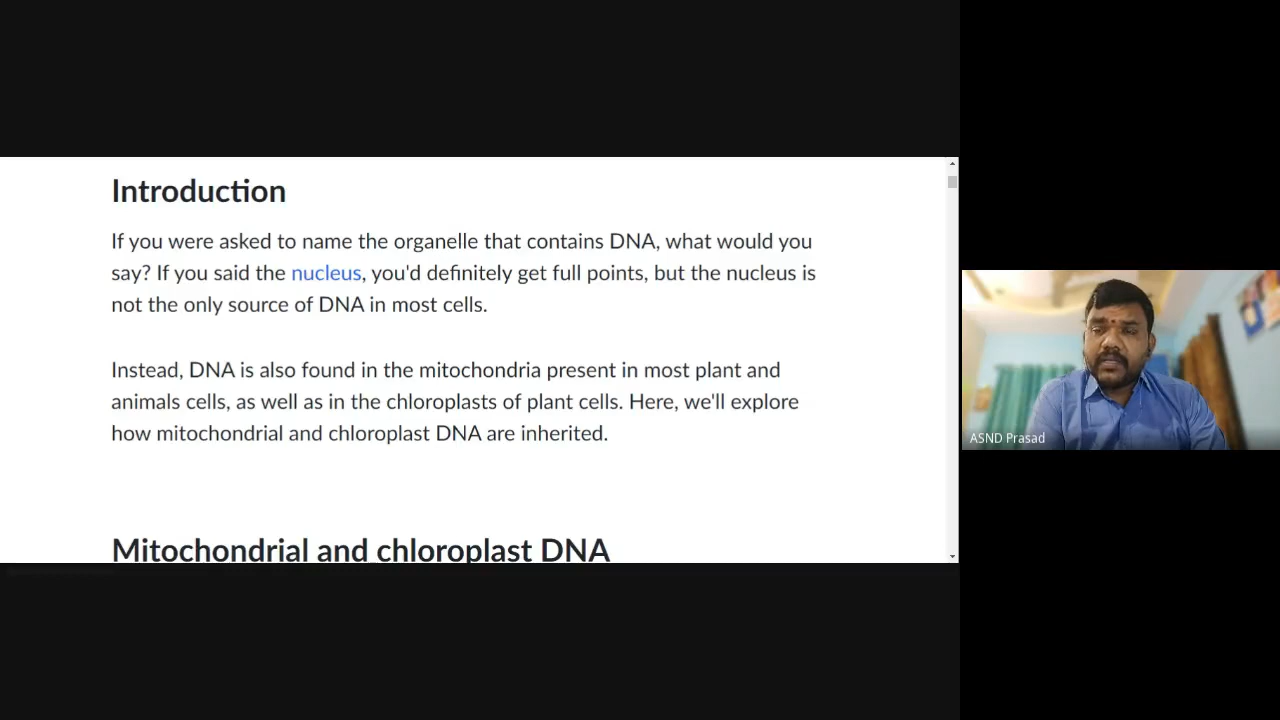 Introduction
If you were asked to name the organelle that contains DNA, what would you
say? If you said the nucleus, you'd definitely get full points, but the nucleus is
not the only source of DNA in most cells.
Instead, DNA is also found in the mitochondria present in most plant and
animals cells, as well as in the chloroplasts of plant cells. Here, we'll explore
how mitochondrial and chloroplast DNA are inherited.
Mitochondrial and chloroplast DNA
ASND Prasad